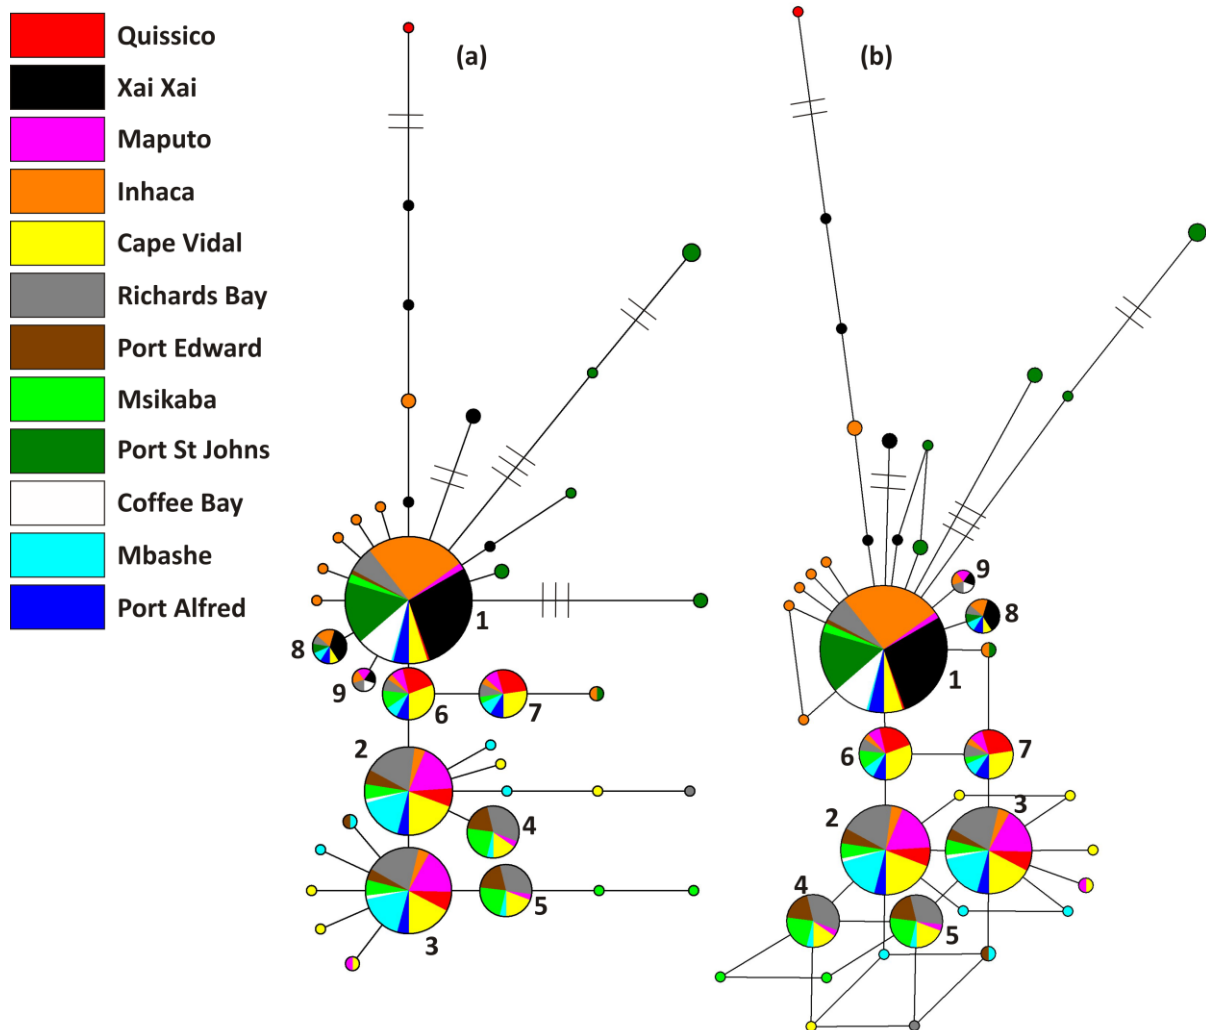 Quissico
Xai Xai
Maputo
Inhaca
Cape Vidal
Richards Bay
Port Edward
Msikaba
Port St Johns
Coffee Bay
Mbashe
Port Alfred
(a)
1
8
9
6
7
2
4
5
3
(b)
9
8
1
6
7
2
3
4
5